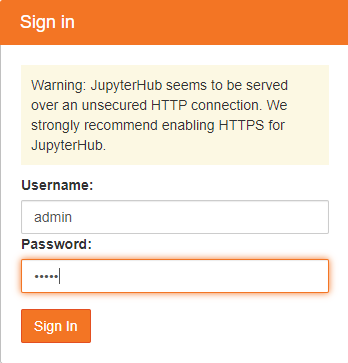 Sign in
Warning: JupyterHub seems to be served
over an unsecured HTTP connection. We
strongly recommend enabling HTTPS for
JupyterHub.
Username:
admin
Password:
•••••
Sign In